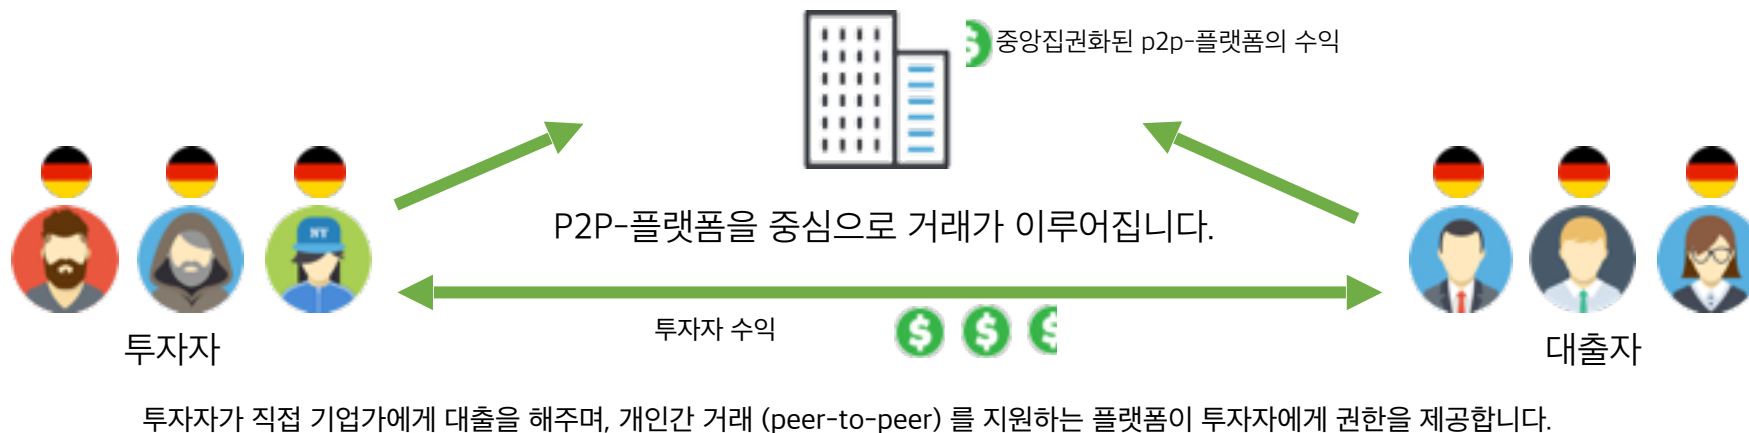 중앙집권화된 p2p-플랫폼의 수익
NY
P2P-플랫폼을 중심으로 거래가 이루어집니다.
투자자 수익
투자자
대출자
투자자가 직접 기업가에게 대출을 해주며, 개인간 거래 (peer-to-peer) 를 지원하는 플랫폼이 투자자에게 권한을 제공합니다.